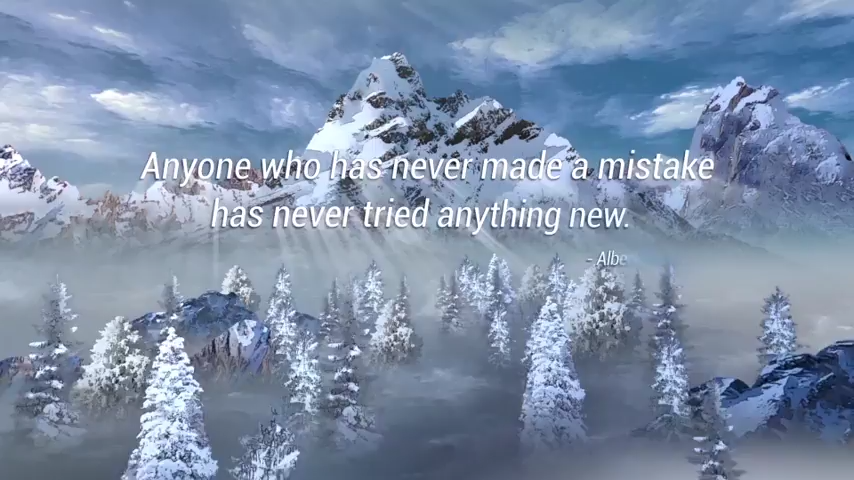 Anyone who has never made a mistake
has never tried anything new.
- Albe